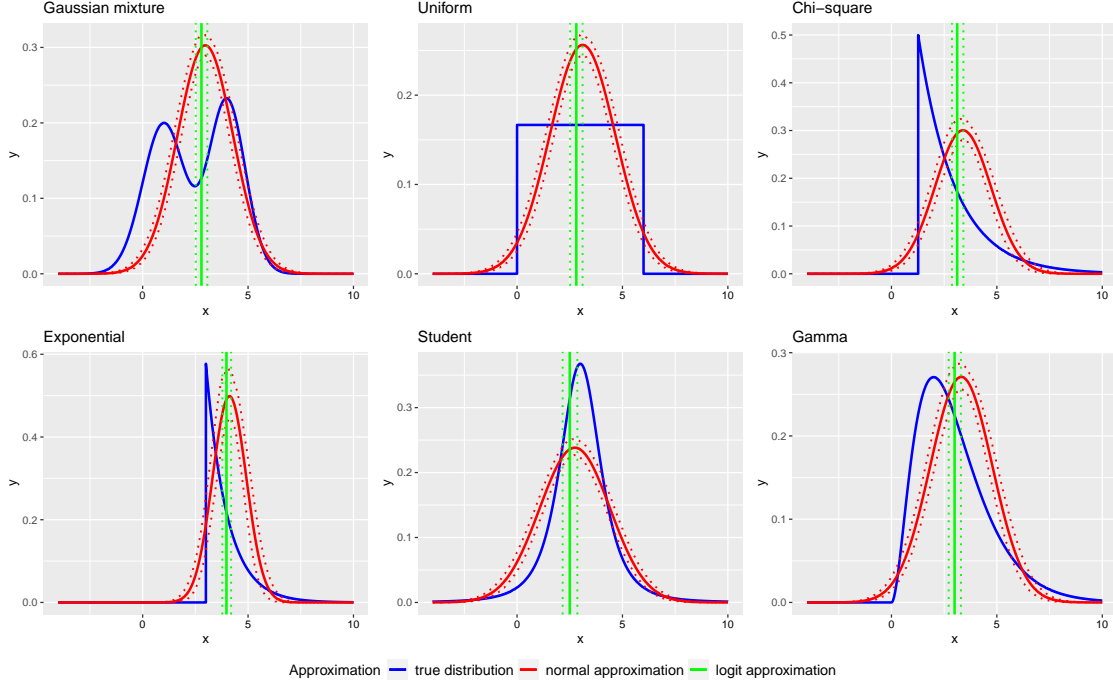 Gaussian mixture
Uniform
Chi−square
y
0.0
0.1
0.2
0.3
0 5 10
x
y
0.0
0.1
0.2
0 5 10
x
y
0.0
0.1
0.2
0.3
0.4
0.5
0 5 10
x
Exponential
Student
Gamma
y
0.0
0.2
0.4
0.6
0 5 10
x
y
0.0
0.1
0.2
0.3
0 5 10
x
y
0.0
0.1
0.2
0.3
0 5 10
x
Approximation true distribution normal approximation logit approximation